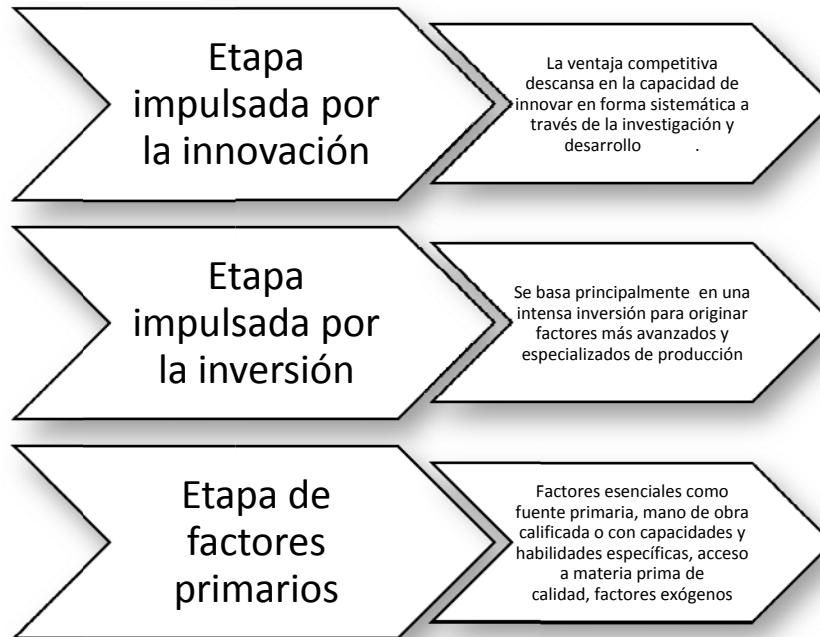 Etapa
impulsada por
la innovación
La ventaja competitiva
descansa en la capacidad de
innovar en forma sistemática a
través de la investigación y
desarrollo .
Etapa
impulsada por
la inversión
Se basa principalmente en una
intensa inversión para originar
factores más avanzados y
especializados de producción
Etapa de
factores
primarios
Factores esenciales como
fuente primaria, mano de obra
calificada o con capacidades y
habilidades específicas, acceso
a materia prima de
calidad, factores exógenos